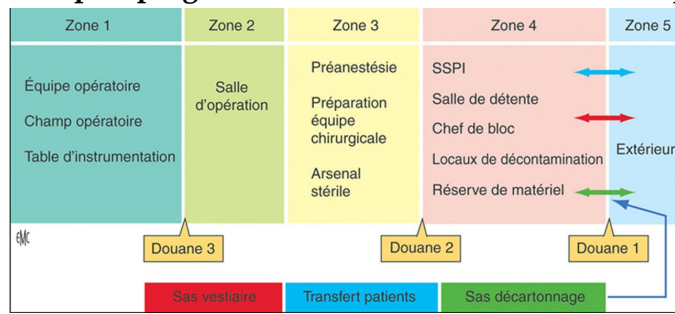 Zone 1
Zone 2
Zone 3
Zone 4
Zone 5
Équipe opératoire
Champ opératoire
Table d'instrumentation
Salle
d'opération
Préanestésie
Préparation
équipe
chirurgicale
Arsenal
stérile
SSPI
Salle de détente
Chef de bloc
Locaux de décontamination
Réserve de matériel
Extérieur
EMC
Douane 3
Douane 2
Douane 1
Sas vestiaire
Transfert patients
Sas décartonnage